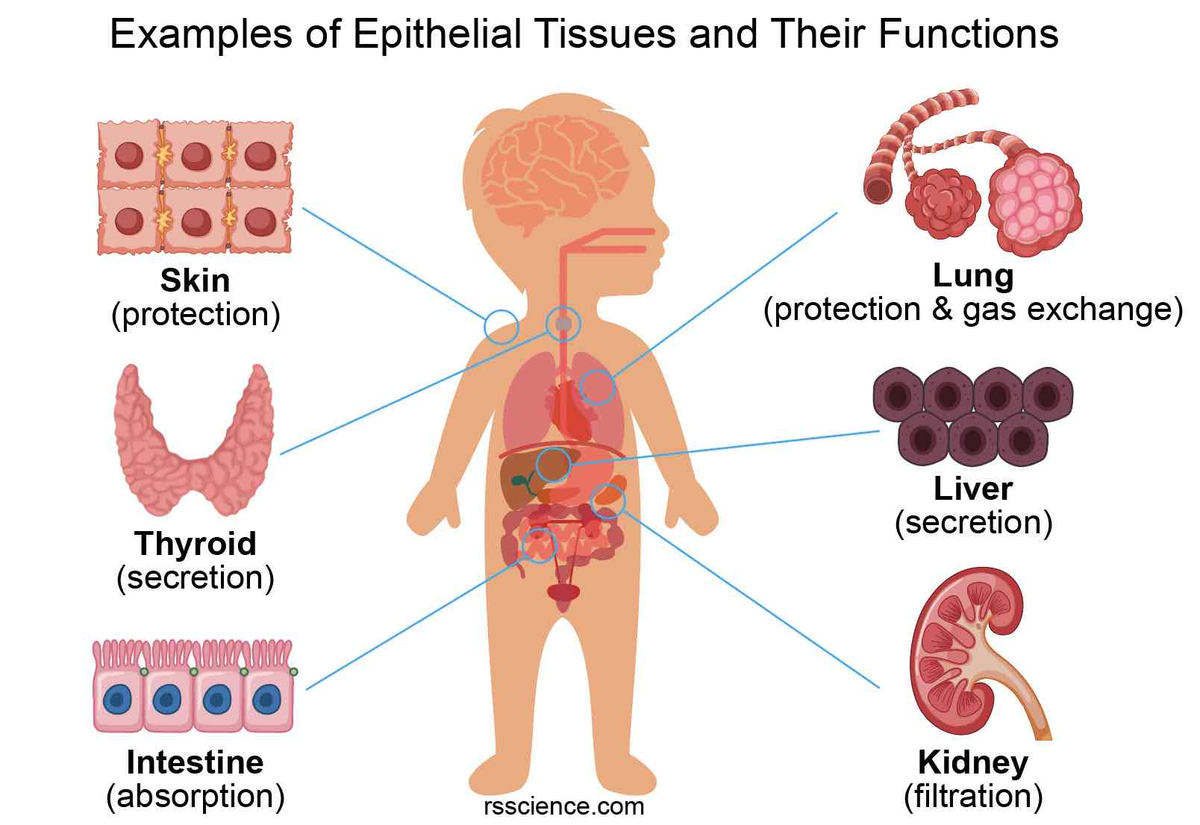 Examples of Epithelial Tissues and Their Functions
Skin
(protection)
Thyroid
(secretion)
Intestine
(absorption)
Lung
(protection & gas exchange)
Liver
(secretion)
Kidney
(filtration)
rsscience.com